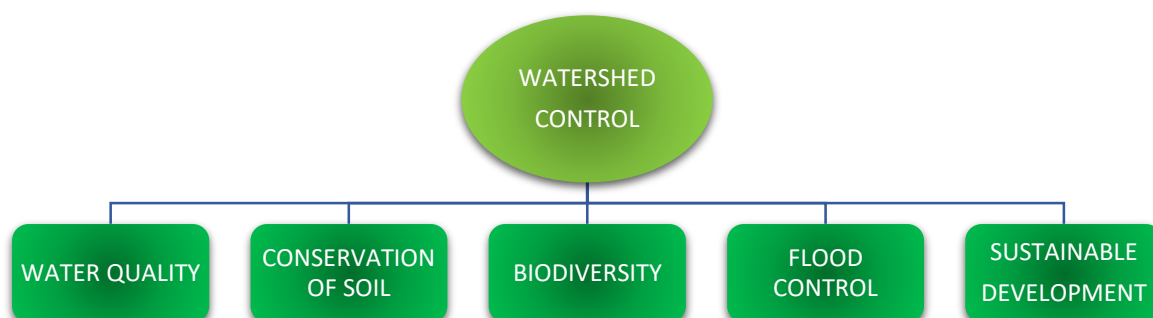 WATERSHED
CONTROL
WATER QUALITY
CONSERVATION
OF SOIL
BIODIVERSITY
FLOOD
CONTROL
SUSTAINABLE
DEVELOPMENT